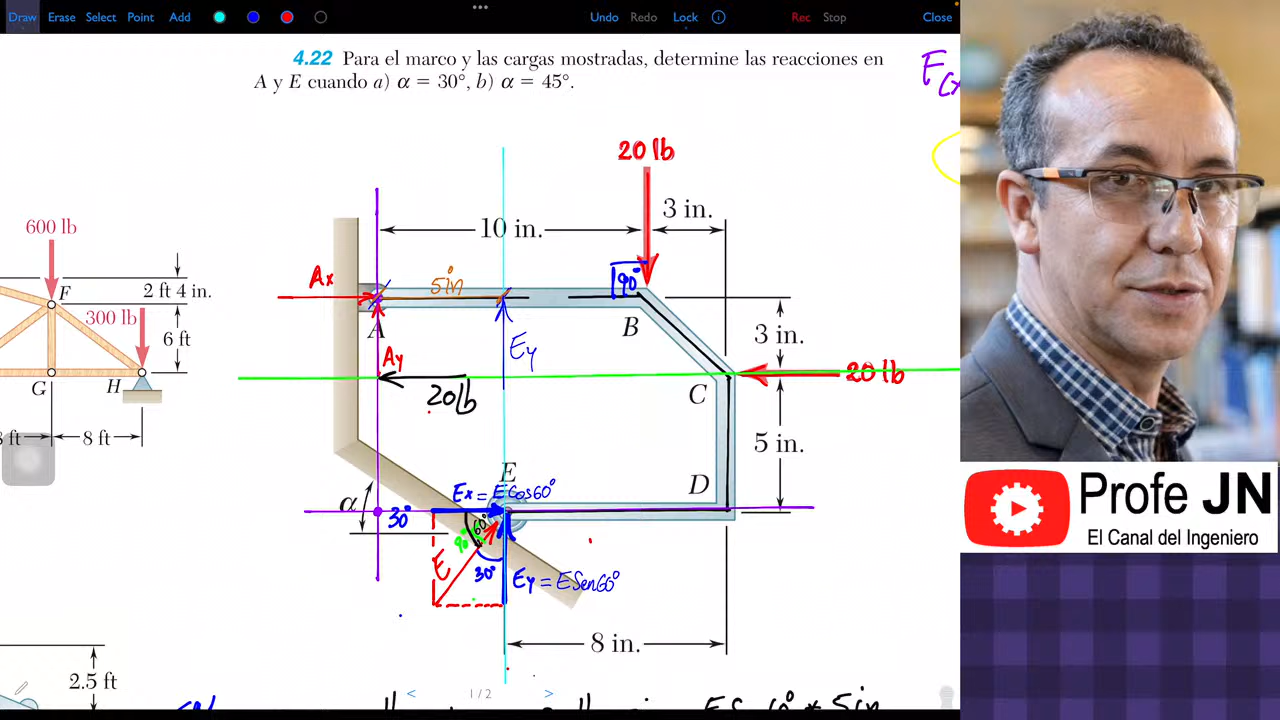 Draw Erase Select Point Add Undo Redo Lock Rec Stop Close
4.22 Para el marco y las cargas mostradas, determine las reacciones en
A y E cuando a) α = 30°, b) α = 45°.
20 lb
3 in.
10 in.
600 lb
F
2 ft 4 in.
300 lb
6 ft
G
H
8 ft
Ax
5in
90°
A
B
3 in.
Ay
Ey
20 lb
20lb
C
5 in.
E
D
Ex = E Cos60°
α
30°
60°
90°
E
30°
Ey = E Sen60°
8 in.
2.5 ft
< 1 / 2 >
Profe JN
El Canal del Ingeniero